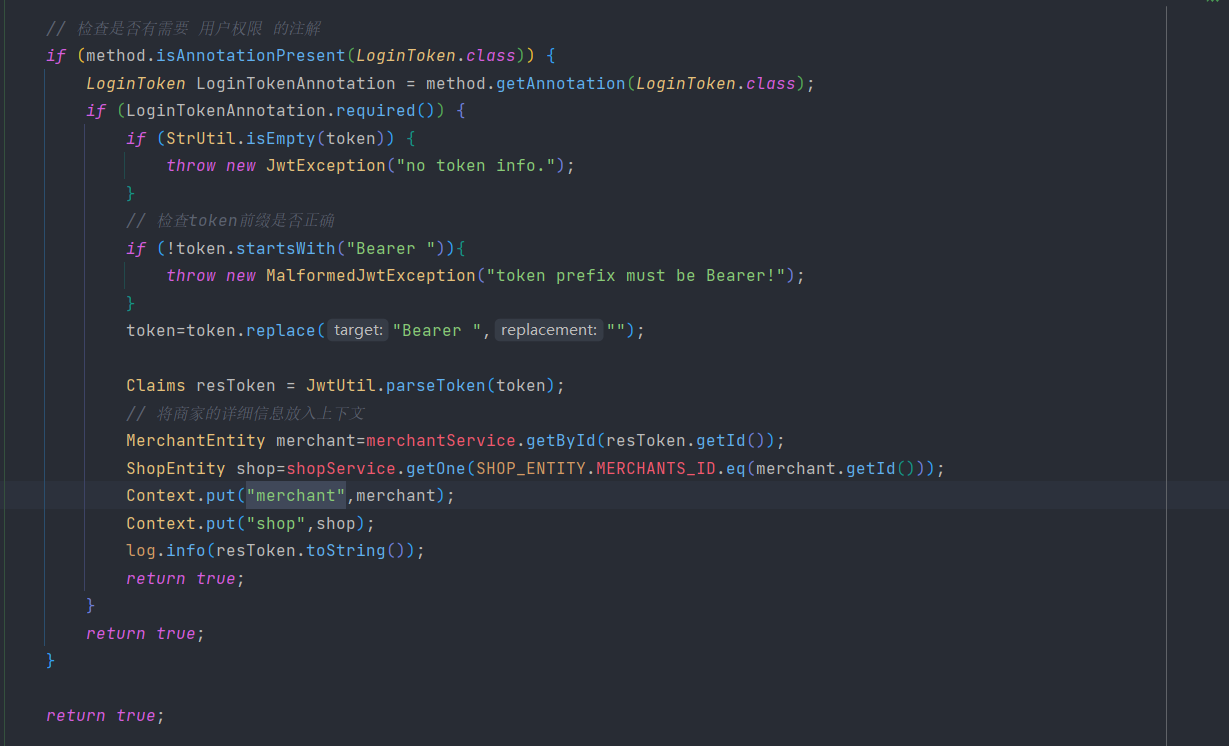 // 检查是否有需要 用户权限 的注解
if (method.isAnnotationPresent(LoginToken.class)) {
LoginToken LoginTokenAnnotation = method.getAnnotation(LoginToken.class);
if (LoginTokenAnnotation.required()) {
if (StrUtil.isEmpty(token)) {
throw new JwtException("no token info.");
}
// 检查token前缀是否正确
if (!token.startsWith("Bearer ")){
throw new MalformedJwtException("token prefix must be Bearer!");
}
token=token.replace( target: "Bearer ", replacement: "");
Claims resToken = JwtUtil.parseToken(token);
// 将商家的详细信息放入上下文
MerchantEntity merchant=merchantService.getById(resToken.getId());
ShopEntity shop=shopService.getOne(SHOP_ENTITY.MERCHANTS_ID.eq(merchant.getId()));
Context.put("merchant",merchant);
Context.put("shop",shop);
log.info(resToken.toString());
return true;
}
return true;
}
return true;